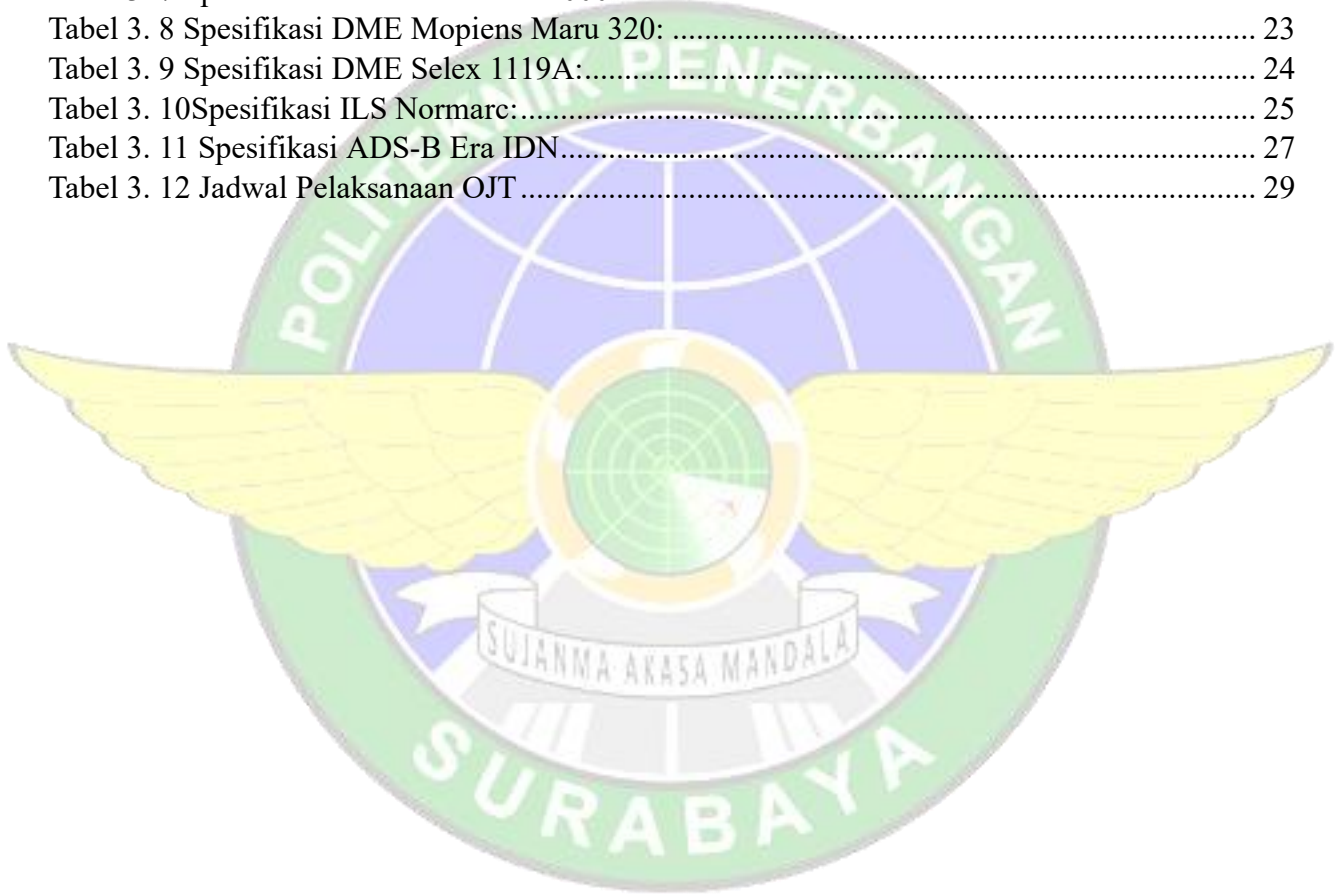 Tabel 3. 8 Spesifikasi DME Mopiens Maru 320: ........................................................................ 23
Tabel 3. 9 Spesifikasi DME Selex 1119A:.................................................................................. 24
Tabel 3. 10Spesifikasi ILS Normarc:.......................................................................................... 25
Tabel 3. 11 Spesifikasi ADS-B Era IDN..................................................................................... 27
Tabel 3. 12 Jadwal Pelaksanaan OJT .......................................................................................... 29
POLITEKNIK PENERBANGAN
SUJANMA AKASA MANDALA
SURABAYA